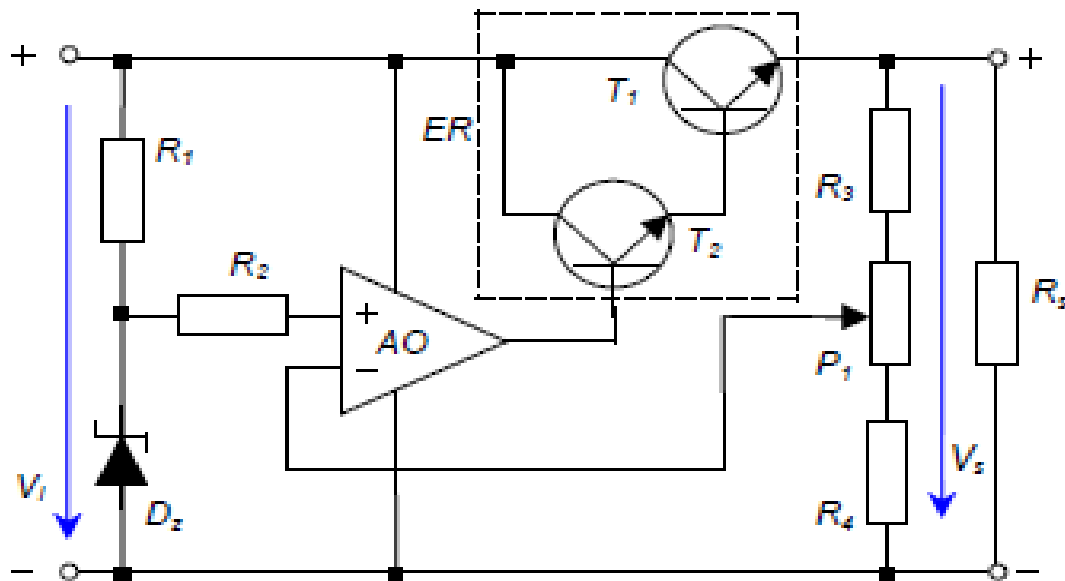 +
+
T1
ER
R1
R3
T2
R2
Rs
+
AO
P1
−
Vi
Vs
Dz
R4
−
−